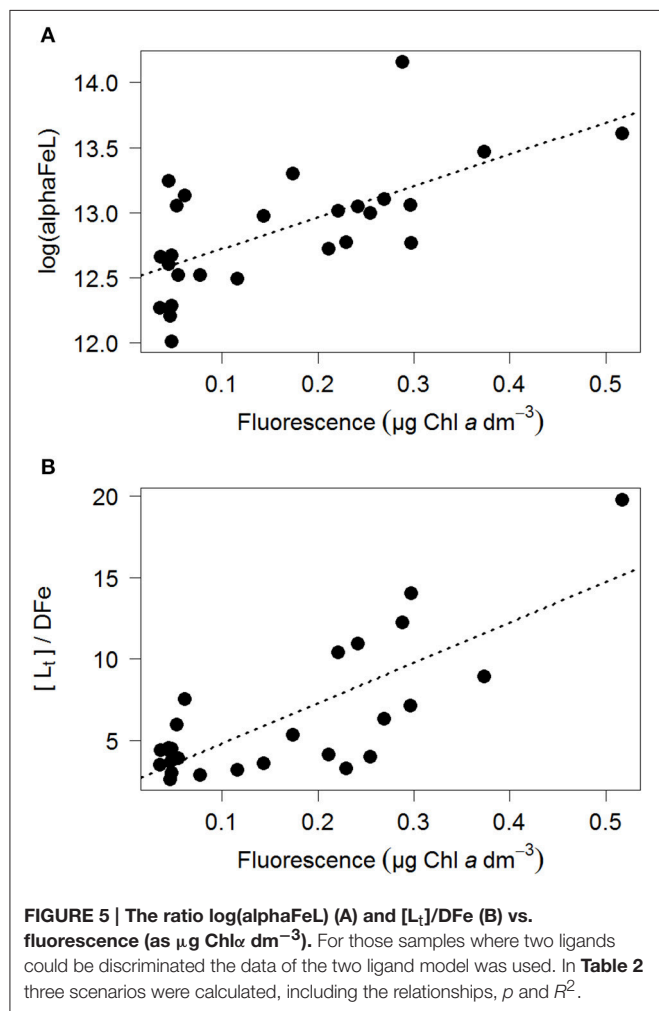 A
14.0
13.5
13.0
12.5
12.0
log(alphaFeL)
0.1 0.2 0.3 0.4 0.5
Fluorescence (µg Chl a dm−3)
B
20
15
10
5
[ Lt] / DFe
0.1 0.2 0.3 0.4 0.5
Fluorescence (µg Chl a dm−3)
FIGURE 5 | The ratio log(alphaFeL) (A) and [Lt]/DFe (B) vs.
fluorescence (as µg Chlα dm−3). For those samples where two ligands
could be discriminated the data of the two ligand model was used. In Table 2
three scenarios were calculated, including the relationships, p and R2.